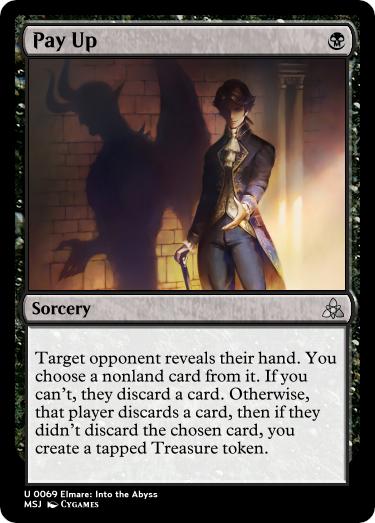 Pay Up
Sorcery
Target opponent reveals their hand. You
choose a nonland card from it. If you
can't, they discard a card. Otherwise,
that player discards a card, then if they
didn't discard the chosen card, you
create a tapped Treasure token.
U 0069 Elmare: Into the Abyss
MSJ Cygames